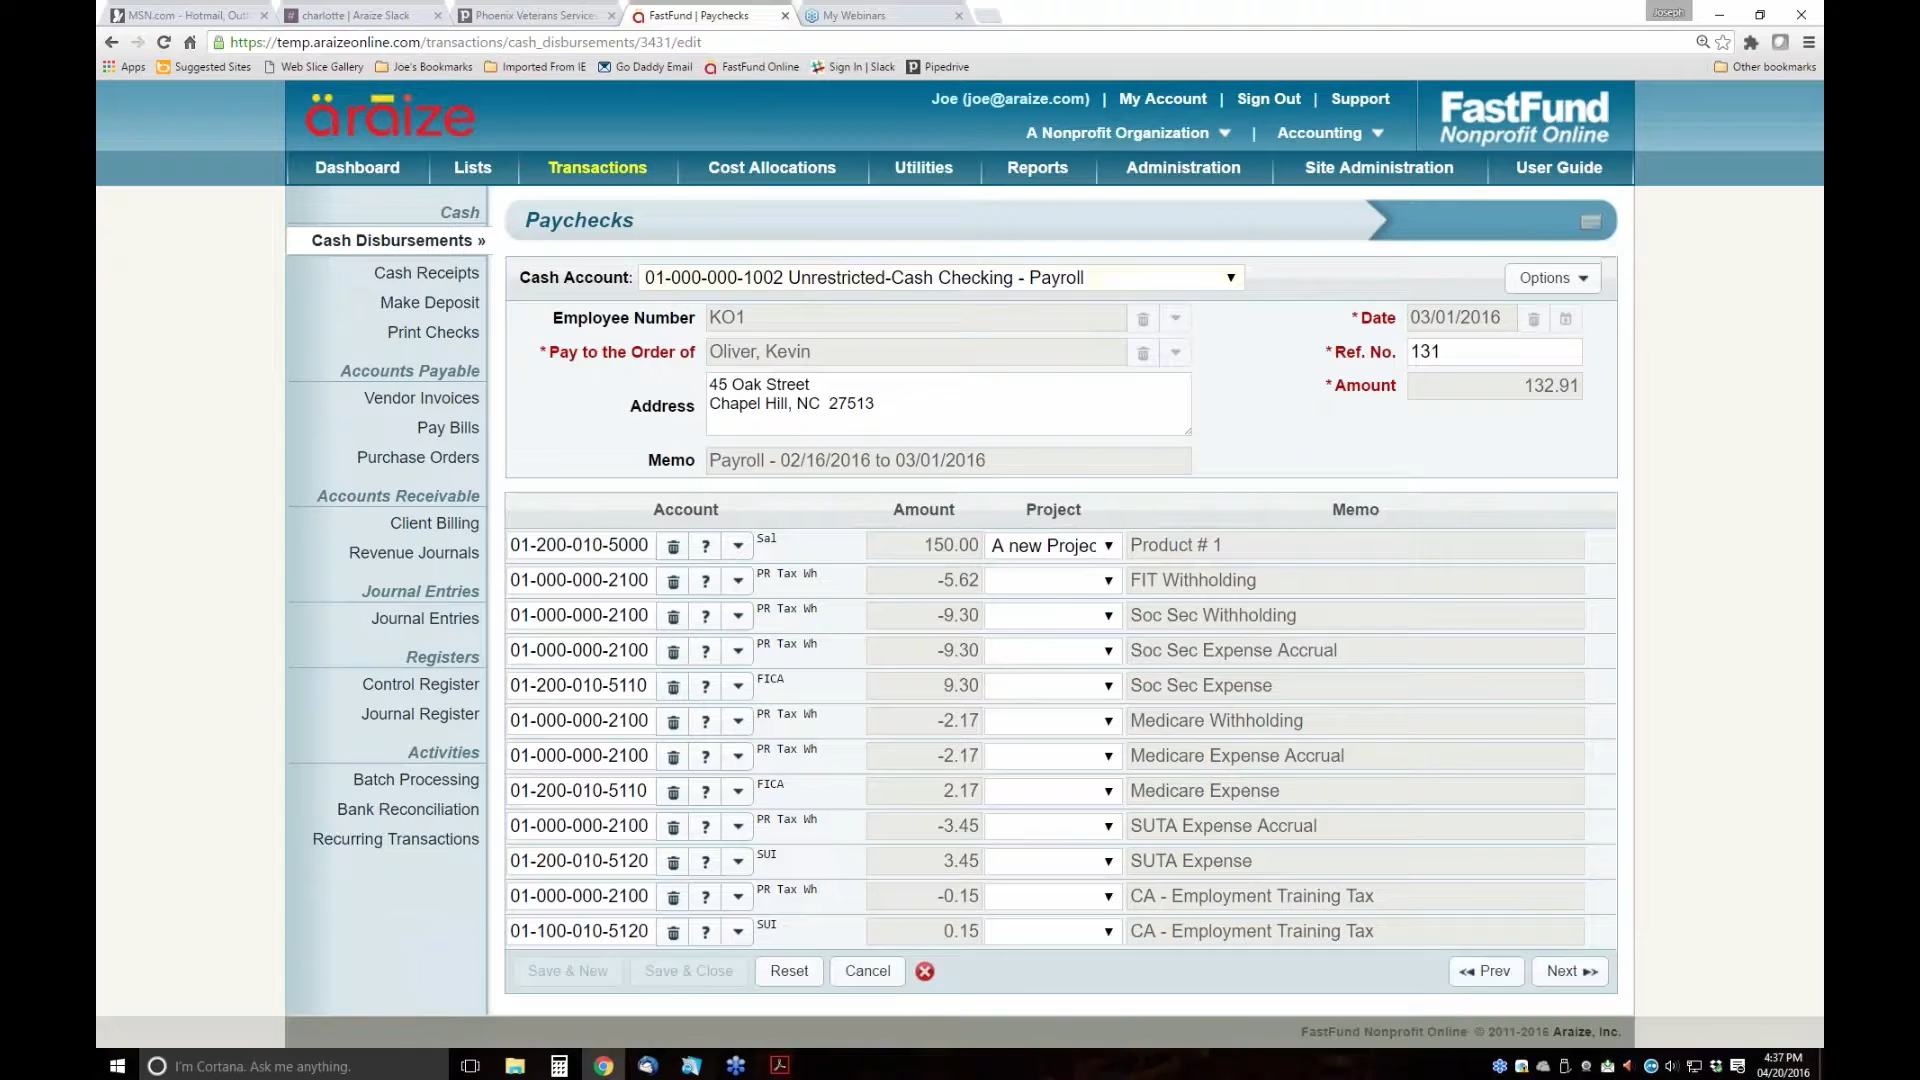 MSN.com - Hotmail, Outl
charlotte | Araize Slack
Phoenix Veterans Services
FastFund | Paychecks
My Webinars
Joseph
https://temp.araizeonline.com/transactions/cash_disbursements/3431/edit
Apps
Suggested Sites
Web Slice Gallery
Joe's Bookmarks
Imported From IE
Go Daddy Email
FastFund Online
Sign In | Slack
Pipedrive
Other bookmarks
araize
Joe (joe@araize.com) | My Account | Sign Out | Support
A Nonprofit Organization | Accounting
FastFund
Nonprofit Online
Dashboard
Lists
Transactions
Cost Allocations
Utilities
Reports
Administration
Site Administration
User Guide
Cash
Cash Disbursements »
Cash Receipts
Make Deposit
Print Checks
Accounts Payable
Vendor Invoices
Pay Bills
Purchase Orders
Accounts Receivable
Client Billing
Revenue Journals
Journal Entries
Journal Entries
Registers
Control Register
Journal Register
Activities
Batch Processing
Bank Reconciliation
Recurring Transactions
Paychecks
Cash Account: 01-000-000-1002 Unrestricted-Cash Checking - Payroll
Options
Employee Number KO1
* Date 03/01/2016
* Pay to the Order of Oliver, Kevin
* Ref. No. 131
Address 45 Oak Street
Chapel Hill, NC 27513
* Amount 132.91
Memo Payroll - 02/16/2016 to 03/01/2016
Account Amount Project Memo
01-200-010-5000 ? Sal 150.00 A new Projec Product # 1
01-000-000-2100 ? PR Tax Wh -5.62 FIT Withholding
01-000-000-2100 ? PR Tax Wh -9.30 Soc Sec Withholding
01-000-000-2100 ? PR Tax Wh -9.30 Soc Sec Expense Accrual
01-200-010-5110 ? FICA 9.30 Soc Sec Expense
01-000-000-2100 ? PR Tax Wh -2.17 Medicare Withholding
01-000-000-2100 ? PR Tax Wh -2.17 Medicare Expense Accrual
01-200-010-5110 ? FICA 2.17 Medicare Expense
01-000-000-2100 ? PR Tax Wh -3.45 SUTA Expense Accrual
01-200-010-5120 ? SUI 3.45 SUTA Expense
01-000-000-2100 ? PR Tax Wh -0.15 CA - Employment Training Tax
01-100-010-5120 ? SUI 0.15 CA - Employment Training Tax
Save & New
Save & Close
Reset
Cancel
Prev
Next
FastFund Nonprofit Online © 2011-2016 Araize, Inc.
I'm Cortana. Ask me anything.
4:37 PM
04/20/2016